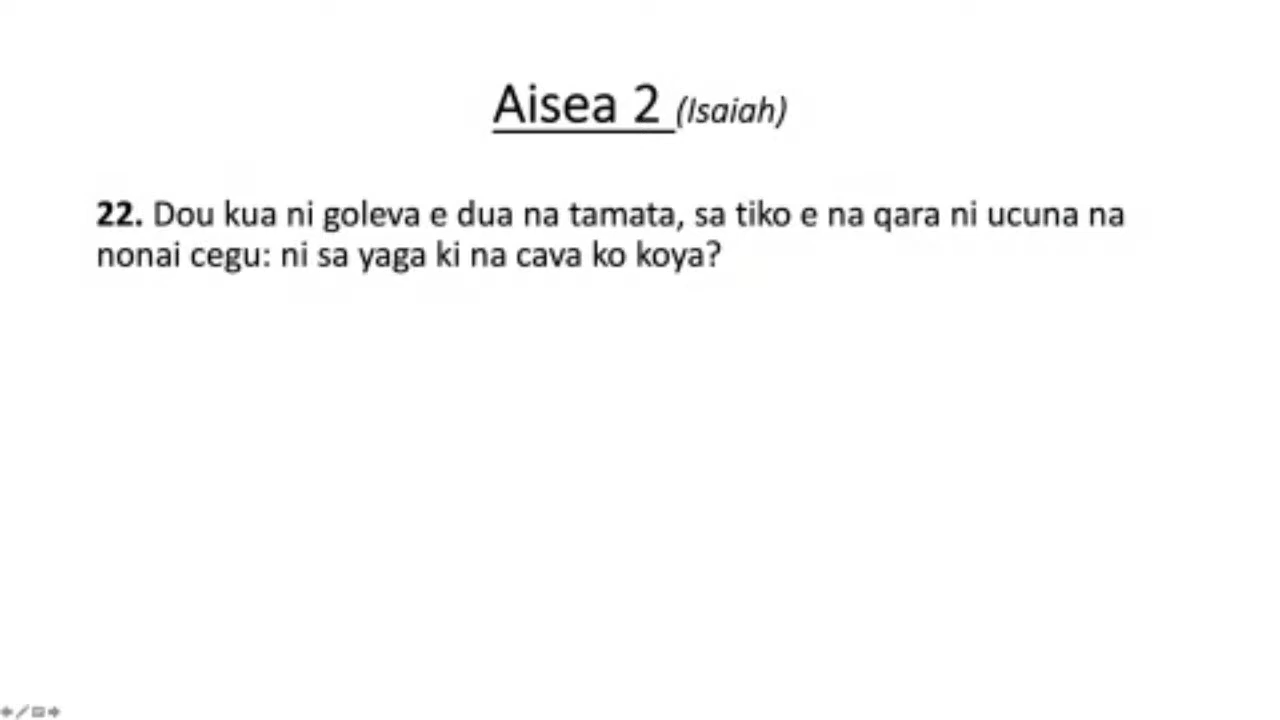 Aisea 2 (Isaiah)
22. Dou kua ni goleva e dua na tamata, sa tiko e na qara ni ucuna na
nonai cegu: ni sa yaga ki na cava ko koya?